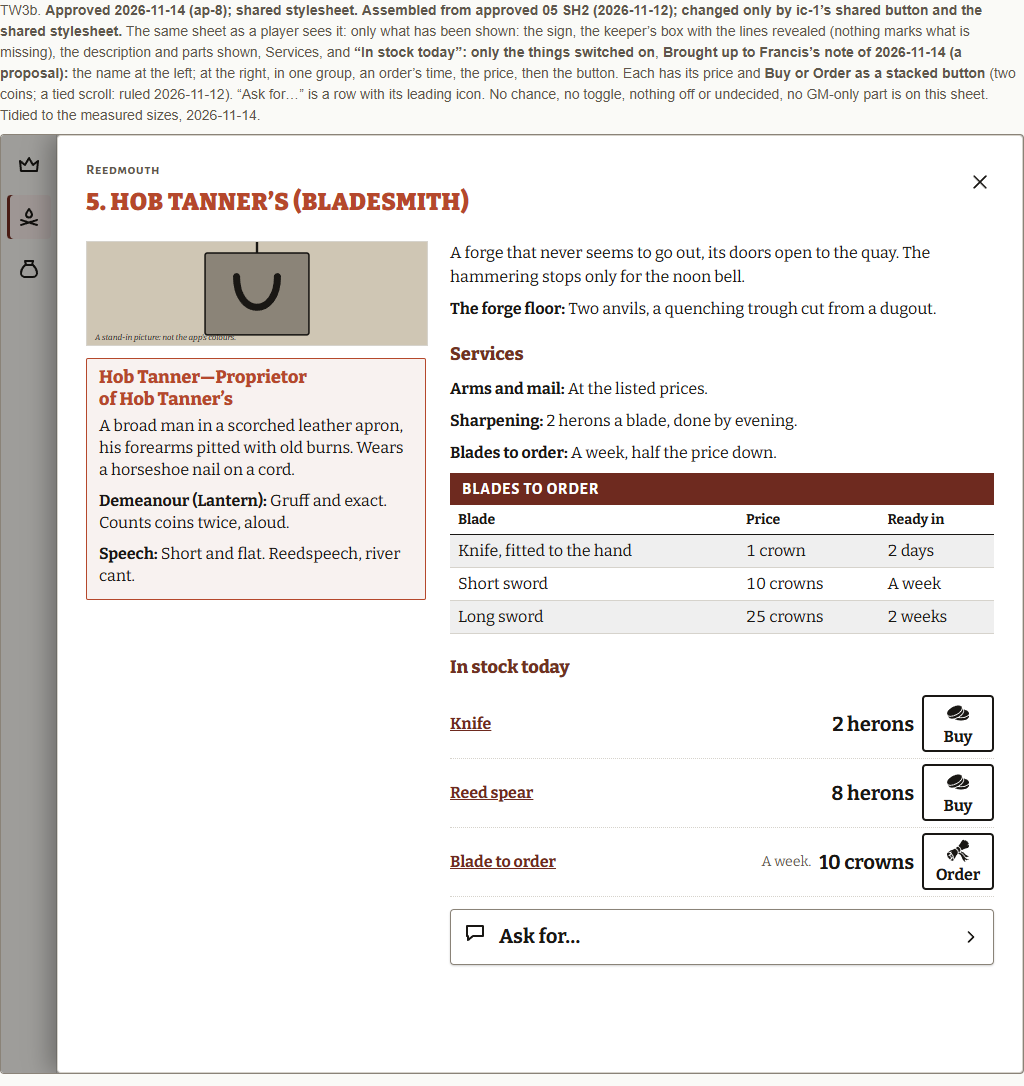 TW3b. Approved 2026-11-14 (ap-8); shared stylesheet. Assembled from approved 05 SH2 (2026-11-12); changed only by ic-1’s shared button and the
shared stylesheet. The same sheet as a player sees it: only what has been shown: the sign, the keeper’s box with the lines revealed (nothing marks what is
missing), the description and parts shown, Services, and “In stock today”: only the things switched on. Brought up to Francis’s note of 2026-11-14 (a
proposal): the name at the left; at the right, in one group, an order’s time, the price, then the button. Each has its price and Buy or Order as a stacked button (two
coins; a tied scroll: ruled 2026-11-12). “Ask for…” is a row with its leading icon. No chance, no toggle, nothing off or undecided, no GM-only part is on this sheet.
Tidied to the measured sizes, 2026-11-14.
Reedmouth
5. HOB TANNER’S (BLADESMITH)
A stand-in picture: not the app’s colours.
Hob Tanner—Proprietor
of Hob Tanner’s
A broad man in a scorched leather apron,
his forearms pitted with old burns. Wears
a horseshoe nail on a cord.
Demeanour (Lantern): Gruff and exact.
Counts coins twice, aloud.
Speech: Short and flat. Reedspeech, river
cant.
A forge that never seems to go out, its doors open to the quay. The
hammering stops only for the noon bell.
The forge floor: Two anvils, a quenching trough cut from a dugout.
Services
Arms and mail: At the listed prices.
Sharpening: 2 herons a blade, done by evening.
Blades to order: A week, half the price down.
BLADES TO ORDER
Blade Price Ready in
Knife, fitted to the hand 1 crown 2 days
Short sword 10 crowns A week
Long sword 25 crowns 2 weeks
In stock today
Knife 2 herons Buy
Reed spear 8 herons Buy
Blade to order A week. 10 crowns Order
Ask for…